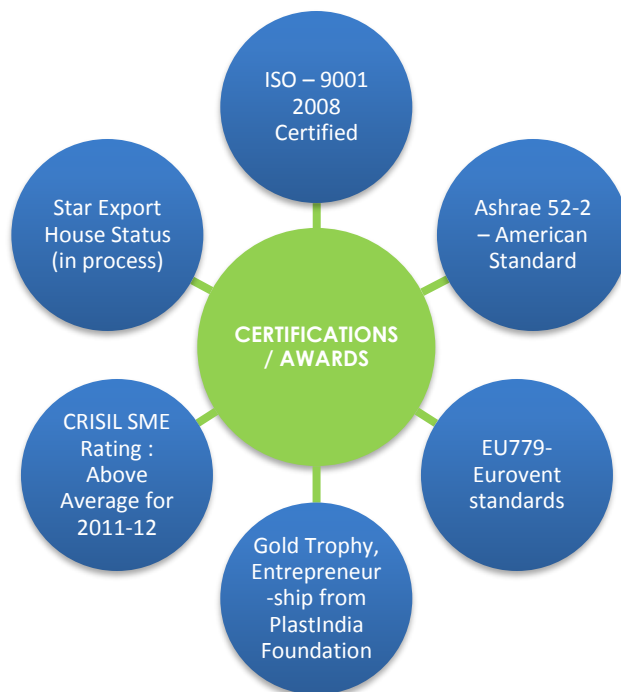 ISO – 9001
2008
Certified
Star Export
House Status
(in process)
Ashrae 52-2
– American
Standard
CERTIFICATIONS
/ AWARDS
CRISIL SME
Rating :
Above
Average for
2011-12
EU779-
Eurovent
standards
Gold Trophy,
Entrepreneur
-ship from
PlastIndia
Foundation